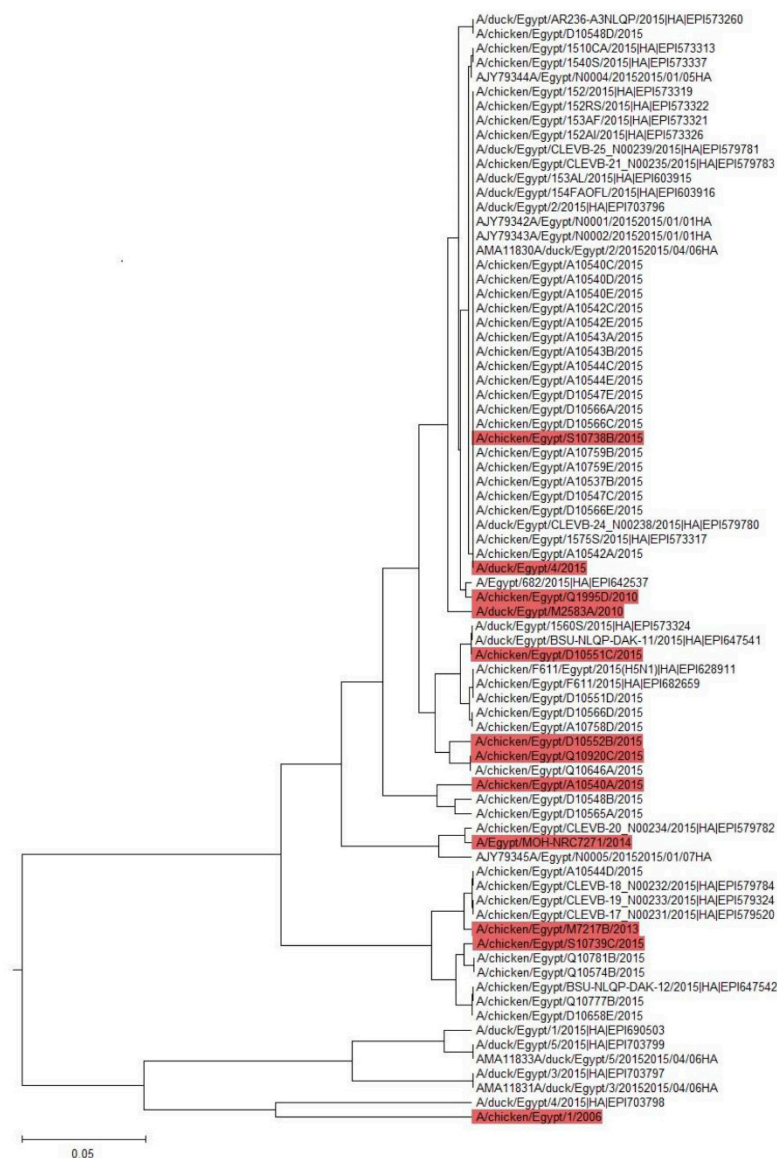 A/duck/Egypt/AR236-A3NLQP/2015|HA|EPI573260
A/chicken/Egypt/D10548D/2015
A/chicken/Egypt/1510CA/2015|HA|EPI573313
A/chicken/Egypt/1540S/2015|HA|EPI573337
AJY79344A/Egypt/N0004/20152015/01/05HA
A/chicken/Egypt/152/2015|HA|EPI573319
A/chicken/Egypt/152RS/2015|HA|EPI573322
A/chicken/Egypt/153AF/2015|HA|EPI573321
A/chicken/Egypt/152AI/2015|HA|EPI573326
A/duck/Egypt/CLEVB-25_N00239/2015|HA|EPI579781
A/chicken/Egypt/CLEVB-21_N00235/2015|HA|EPI579783
A/duck/Egypt/153AL/2015|HA|EPI603915
A/duck/Egypt/154FAOFL/2015|HA|EPI603916
A/duck/Egypt/2/2015|HA|EPI703796
AJY79342A/Egypt/N0001/20152015/01/01HA
AJY79343A/Egypt/N0002/20152015/01/01HA
AMA11830A/duck/Egypt/2/20152015/04/06HA
A/chicken/Egypt/A10540C/2015
A/chicken/Egypt/A10540D/2015
A/chicken/Egypt/A10540E/2015
A/chicken/Egypt/A10542C/2015
A/chicken/Egypt/A10542E/2015
A/chicken/Egypt/A10543A/2015
A/chicken/Egypt/A10543B/2015
A/chicken/Egypt/A10544C/2015
A/chicken/Egypt/A10544E/2015
A/chicken/Egypt/D10547E/2015
A/chicken/Egypt/D10566A/2015
A/chicken/Egypt/D10566C/2015
A/chicken/Egypt/S10738B/2015
A/chicken/Egypt/A10759B/2015
A/chicken/Egypt/A10759E/2015
A/chicken/Egypt/A10537B/2015
A/chicken/Egypt/D10547C/2015
A/chicken/Egypt/D10566E/2015
A/duck/Egypt/CLEVB-24_N00238/2015|HA|EPI579780
A/chicken/Egypt/1575S/2015|HA|EPI573317
A/chicken/Egypt/A10542A/2015
A/duck/Egypt/4/2015
A/Egypt/682/2015|HA|EPI642537
A/chicken/Egypt/Q1995D/2010
A/duck/Egypt/M2583A/2010
A/duck/Egypt/1560S/2015|HA|EPI573324
A/duck/Egypt/BSU-NLQP-DAK-11/2015|HA|EPI647541
A/chicken/Egypt/D10551C/2015
A/chicken/F611/Egypt/2015(H5N1)|HA|EPI628911
A/chicken/Egypt/F611/2015|HA|EPI682659
A/chicken/Egypt/D10551D/2015
A/chicken/Egypt/D10566D/2015
A/chicken/Egypt/A10758D/2015
A/chicken/Egypt/D10552B/2015
A/chicken/Egypt/Q10920C/2015
A/chicken/Egypt/Q10646A/2015
A/chicken/Egypt/A10540A/2015
A/chicken/Egypt/D10548B/2015
A/chicken/Egypt/D10565A/2015
A/chicken/Egypt/CLEVB-20_N00234/2015|HA|EPI579782
A/Egypt/MOH-NRC7271/2014
AJY79345A/Egypt/N0005/20152015/01/07HA
A/chicken/Egypt/A10544D/2015
A/chicken/Egypt/CLEVB-18_N00232/2015|HA|EPI579784
A/chicken/Egypt/CLEVB-19_N00233/2015|HA|EPI579324
A/chicken/Egypt/CLEVB-17_N00231/2015|HA|EPI579520
A/chicken/Egypt/M7217B/2013
A/chicken/Egypt/S10739C/2015
A/chicken/Egypt/Q10781B/2015
A/chicken/Egypt/Q10574B/2015
A/chicken/Egypt/BSU-NLQP-DAK-12/2015|HA|EPI647542
A/chicken/Egypt/Q10777B/2015
A/chicken/Egypt/D10658E/2015
A/duck/Egypt/1/2015|HA|EPI690503
A/duck/Egypt/5/2015|HA|EPI703799
AMA11833A/duck/Egypt/5/20152015/04/06HA
A/duck/Egypt/3/2015|HA|EPI703797
AMA11831A/duck/Egypt/3/20152015/04/06HA
A/duck/Egypt/4/2015|HA|EPI703798
A/chicken/Egypt/1/2006
0.05